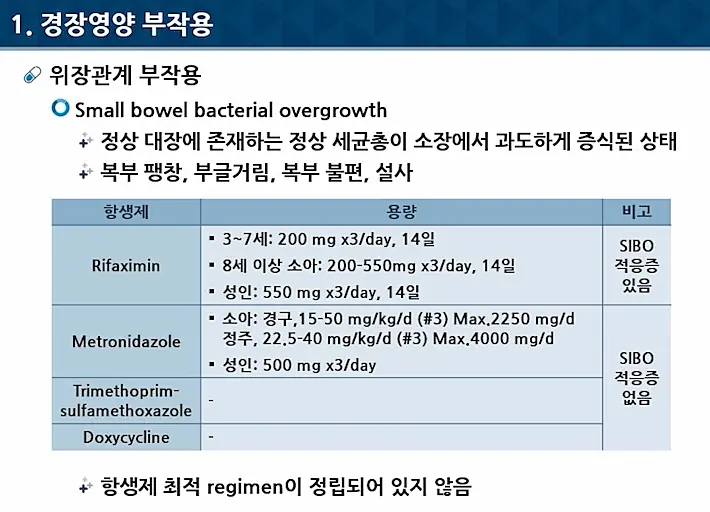 1. 경장영양 부작용
위장관계 부작용
Small bowel bacterial overgrowth
정상 대장에 존재하는 정상 세균총이 소장에서 과도하게 증식된 상태
복부 팽창, 부글거림, 복부 불편, 설사
항생제 용량 비고
Rifaximin
▪ 3~7세: 200 mg x3/day, 14일
▪ 8세 이상 소아: 200-550mg x3/day, 14일
▪ 성인: 550 mg x3/day, 14일
SIBO
적응증
있음
Metronidazole
▪ 소아: 경구,15-50 mg/kg/d (#3) Max.2250 mg/d
정주, 22.5-40 mg/kg/d (#3) Max.4000 mg/d
▪ 성인: 500 mg x3/day
SIBO
적응증
없음
Trimethoprim-
sulfamethoxazole
-
Doxycycline
-
항생제 최적 regimen이 정립되어 있지 않음